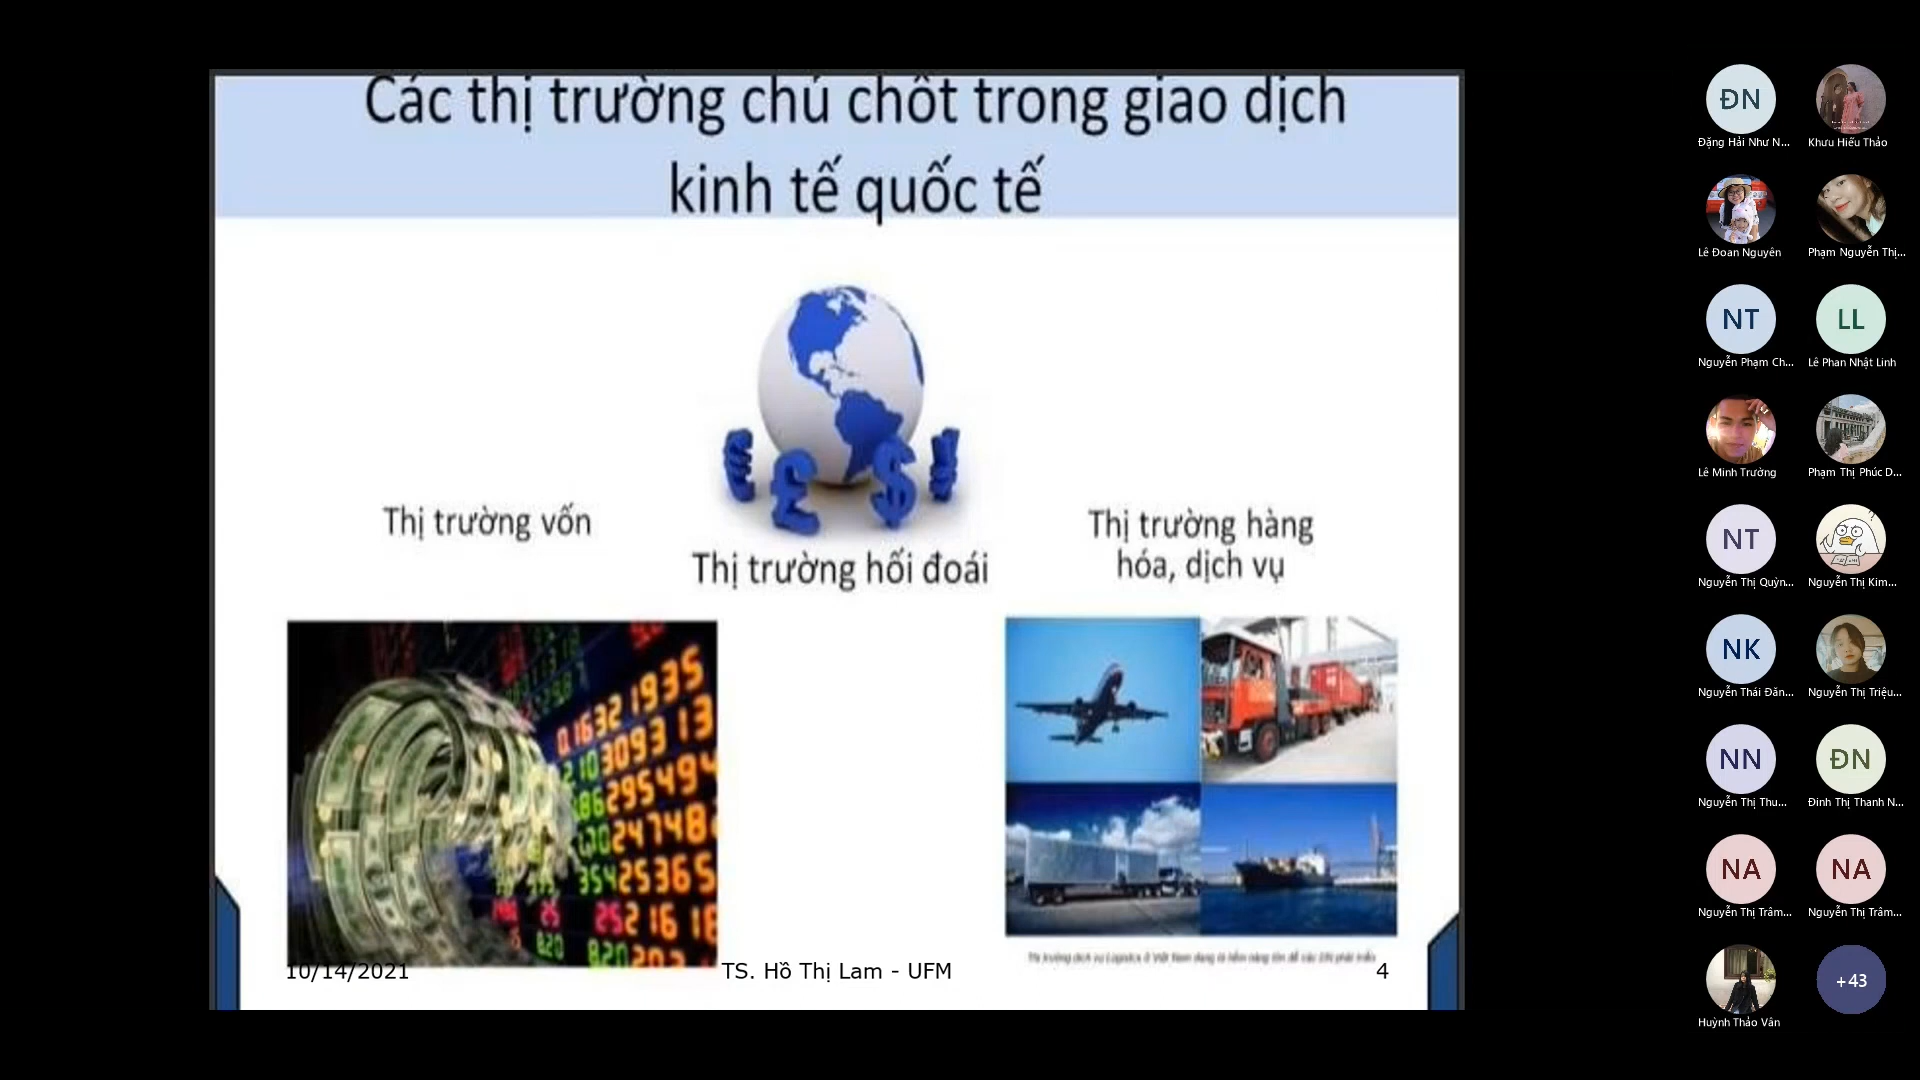 Các thị trường chủ chốt trong giao dịch
kinh tế quốc tế
Thị trường vốn
Thị trường hối đoái
Thị trường hàng
hóa, dịch vụ
10/14/2021
TS. Hồ Thị Lam - UFM
4
ĐN
Đặng Hải Như N...
Khưu Hiếu Thảo
Lê Đoan Nguyên
Phạm Nguyễn Thị...
NT
Nguyễn Phạm Ch...
LL
Lê Phan Nhật Linh
Lê Minh Trường
Phạm Thị Phúc D...
NT
Nguyễn Thị Quỳn...
Nguyễn Thị Kim...
NK
Nguyễn Thái Đăn...
Nguyễn Thị Triệu...
NN
Nguyễn Thị Thu...
ĐN
Đinh Thị Thanh N...
NA
Nguyễn Thị Trâm...
NA
Nguyễn Thị Trâm...
Huỳnh Thảo Vân
+43